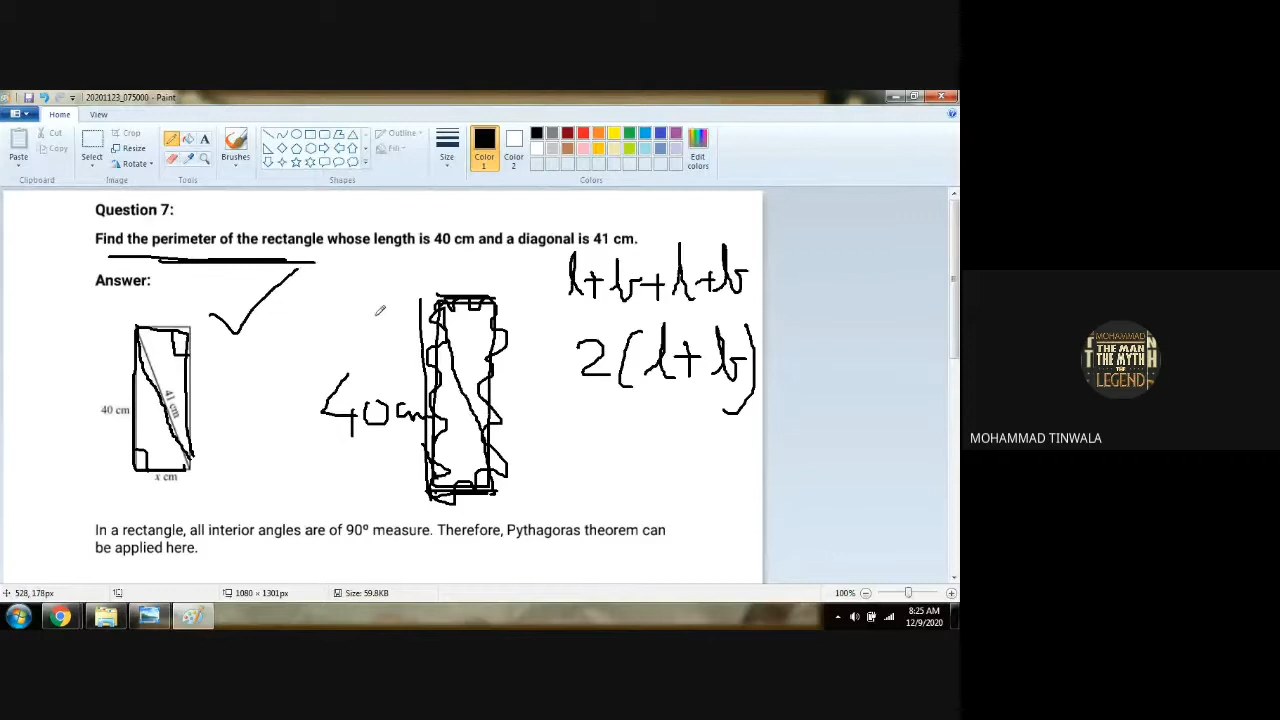 20201123_075000 - Paint
Home View
Paste Cut Copy Clipboard
Select Crop Resize Rotate Image
Tools
Brushes
Outline Fill Shapes
Size
Color 1 Color 2
Edit colors
Colors
Question 7:
Find the perimeter of the rectangle whose length is 40 cm and a diagonal is 41 cm.
Answer:
l+b+l+b
2(l+b)
40 cm
41 cm
x cm
40cm
In a rectangle, all interior angles are of 90º measure. Therefore, Pythagoras theorem can
be applied here.
528, 178px
1080 × 1301px
Size: 59.8KB
100%
8:25 AM
12/9/2020
MOHAMMAD
THE MAN
THE MYTH
THE
LEGEND
MOHAMMAD TINWALA